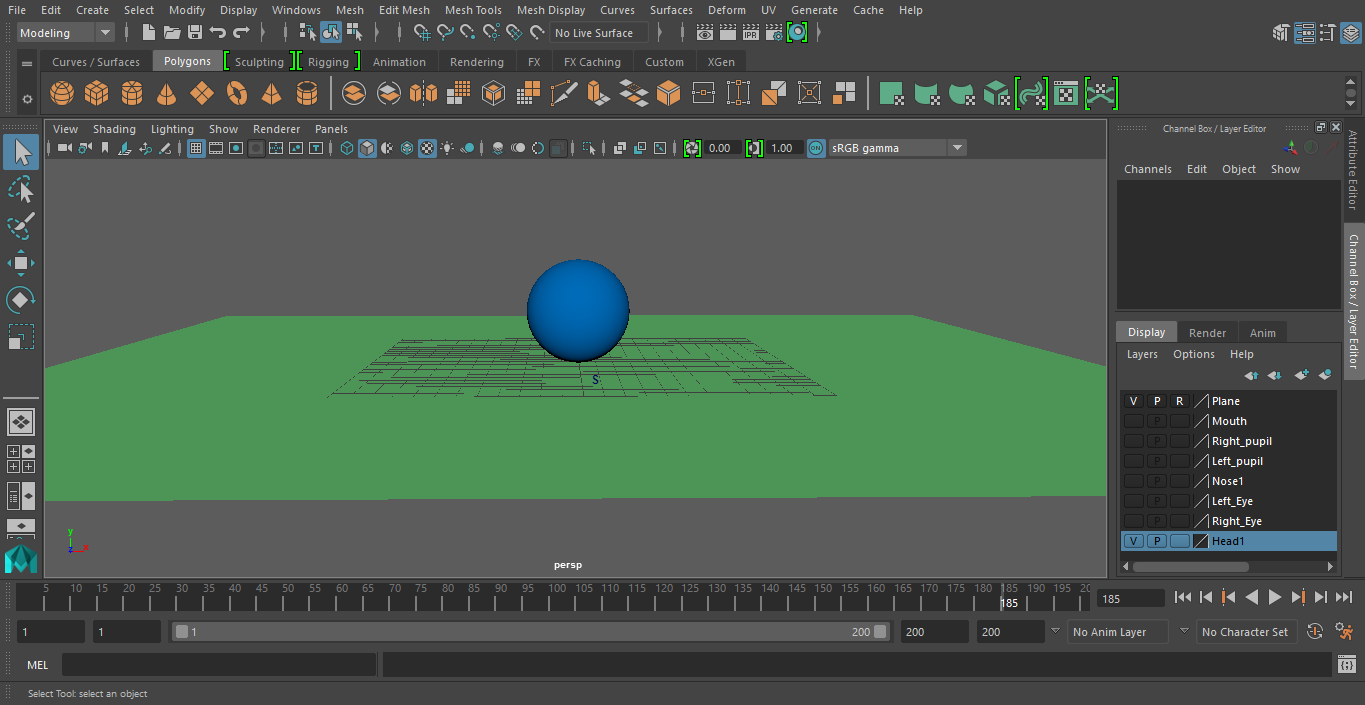 File Edit Create Select Modify Display Windows Mesh Edit Mesh Mesh Tools Mesh Display Curves Surfaces Deform UV Generate Cache Help
Modeling No Live Surface IPR
Curves / Surfaces Polygons Sculpting Rigging Animation Rendering FX FX Caching Custom XGen
View Shading Lighting Show Renderer Panels
0.00 1.00 ON sRGB gamma
Channel Box / Layer Editor
Channels Edit Object Show
Attribute Editor
Channel Box / Layer Editor
S
Display Render Anim
Layers Options Help
V P R Plane
P Mouth
P Right_pupil
P Left_pupil
P Nose1
P Left_Eye
P Right_Eye
V P Head1
y
x
persp
5 10 15 20 25 30 35 40 45 50 55 60 65 70 75 80 85 90 95 100 105 110 115 120 125 130 135 140 145 150 155 160 165 170 175 180 185 190 195 20
185
185
1 1 1 200 200 200 No Anim Layer No Character Set
MEL
Select Tool: select an object